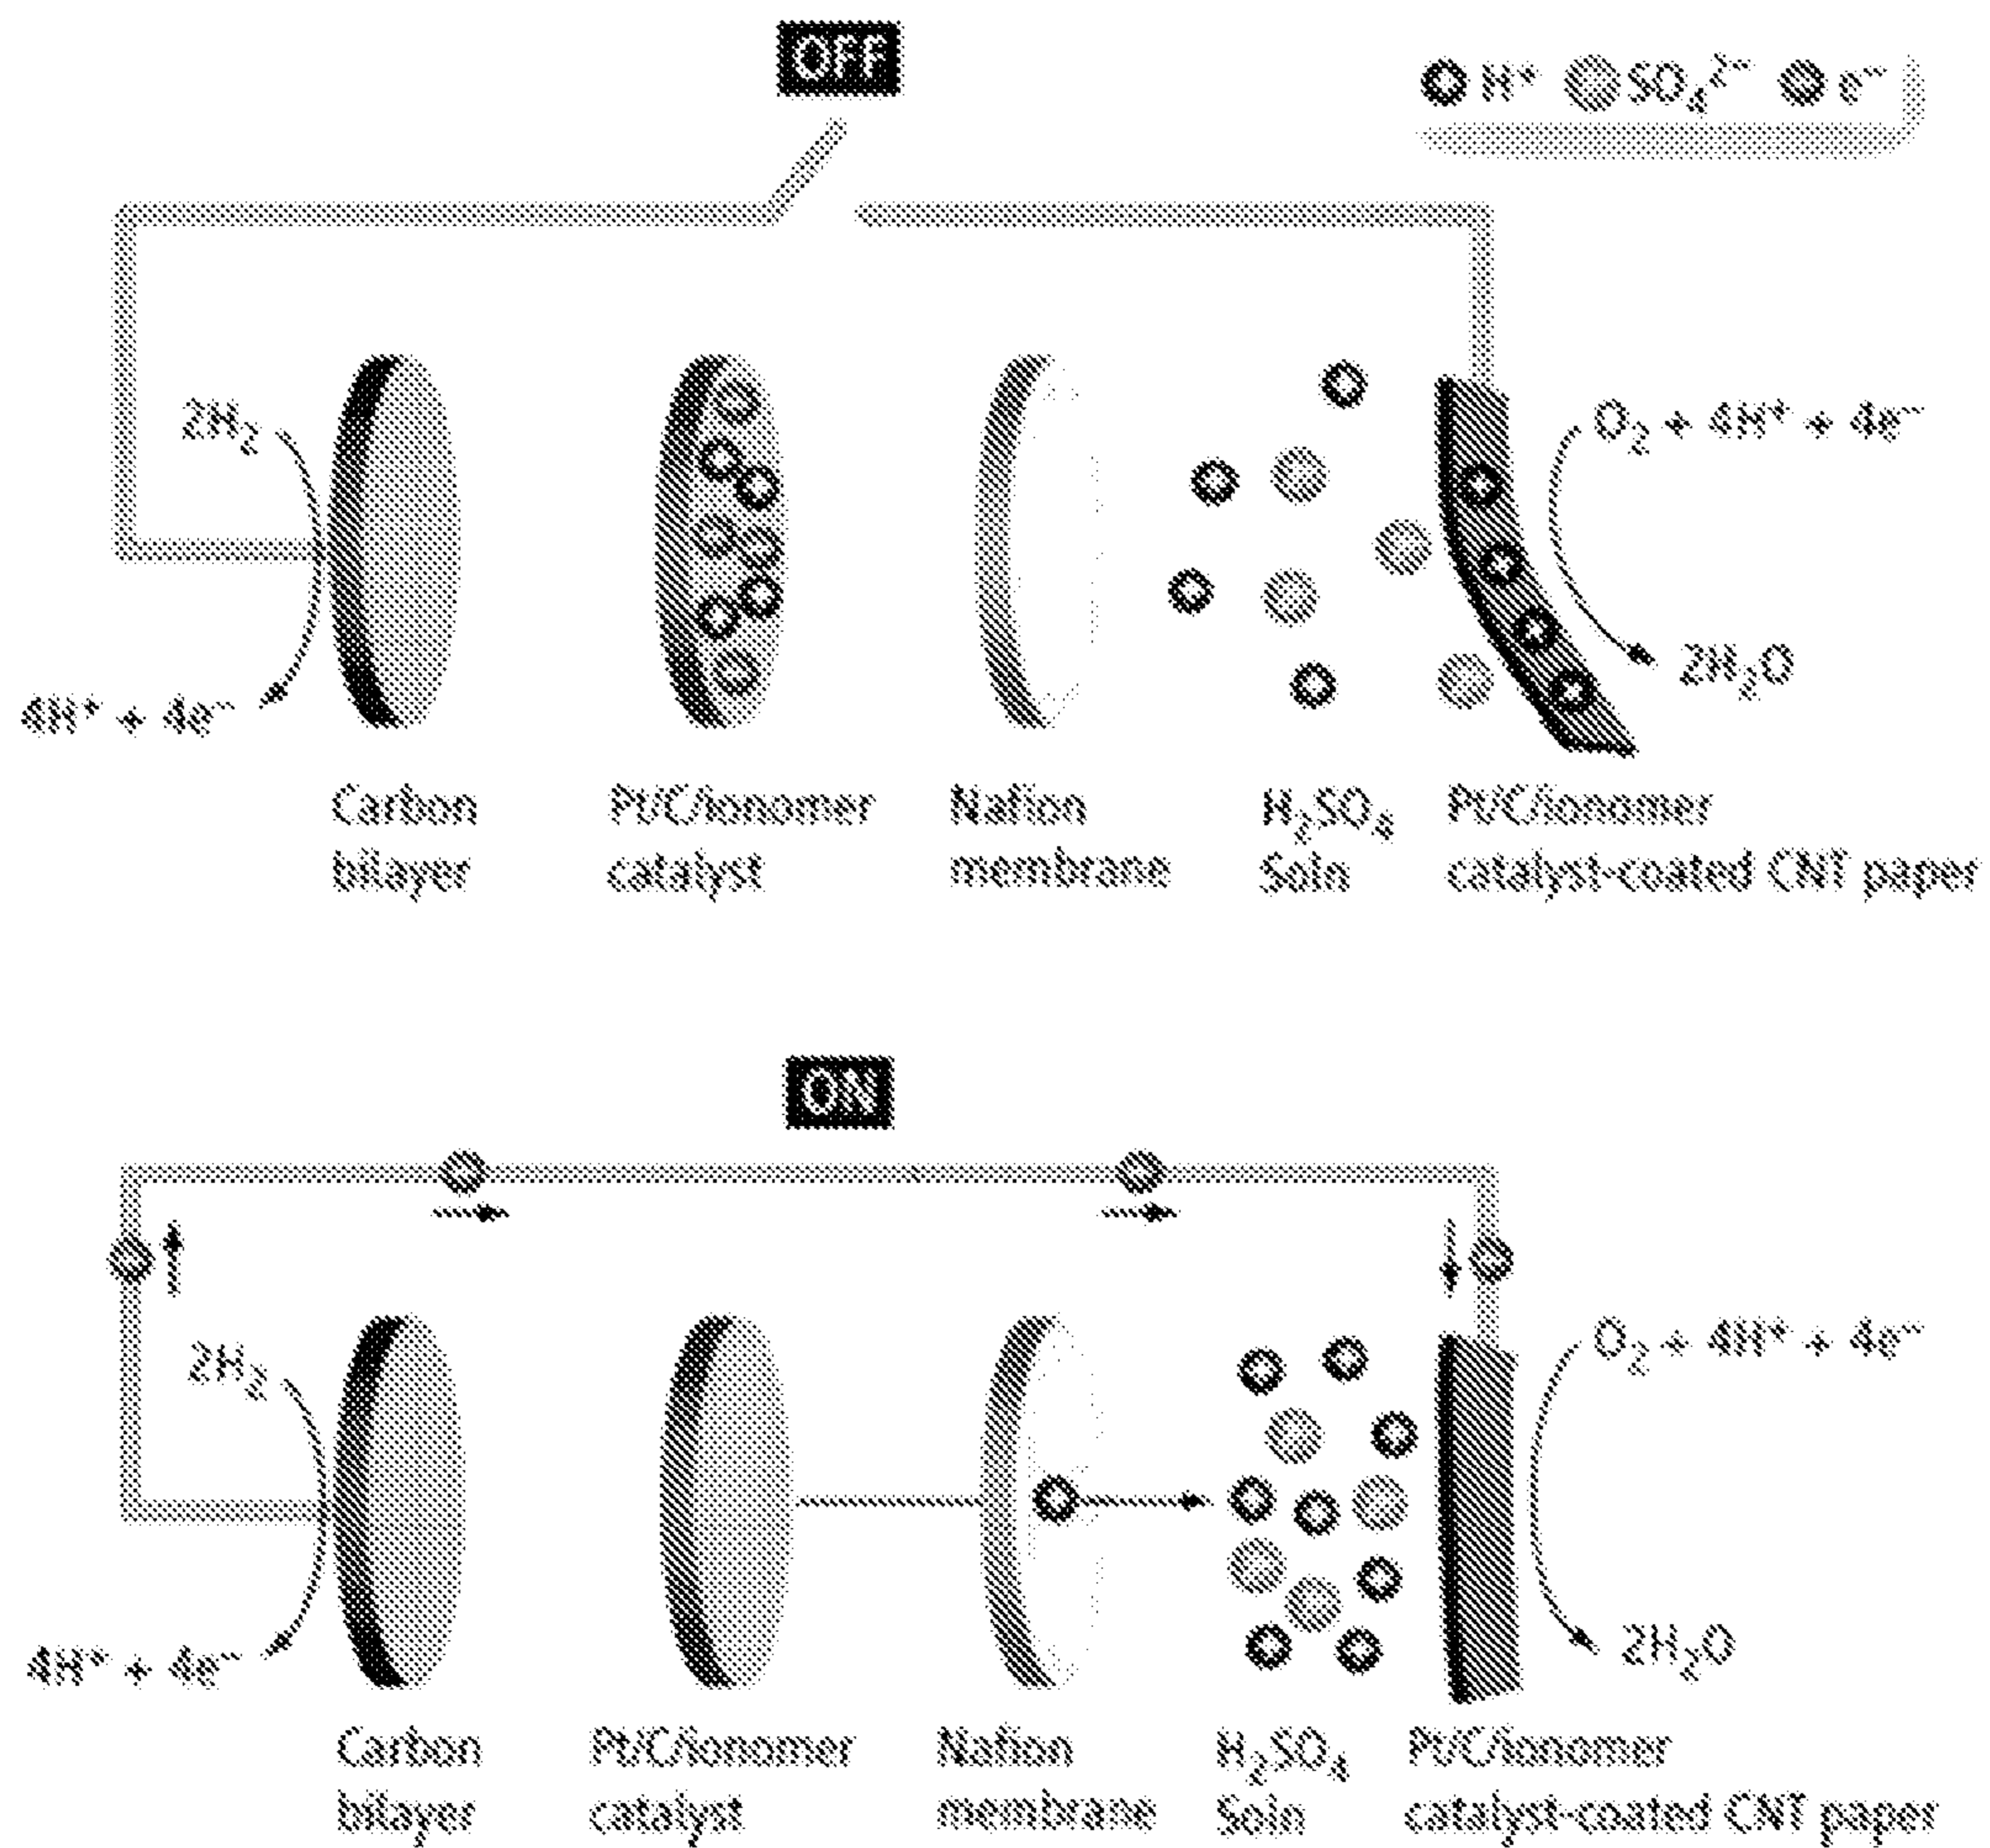 OFF
H⁺ SO₄²⁻ e⁻
2H₂
O₂ + 4H⁺ + 4e⁻
4H⁺ + 4e⁻
2H₂O
Carbon bilayer
Pt/C/ionomer catalyst
Nafion membrane
H₂SO₄ Soln
Pt/C/ionomer catalyst-coated CNT paper
ON
2H₂
O₂ + 4H⁺ + 4e⁻
4H⁺ + 4e⁻
2H₂O
Carbon bilayer
Pt/C/ionomer catalyst
Nafion membrane
H₂SO₄ Soln
Pt/C/ionomer catalyst-coated CNT paper